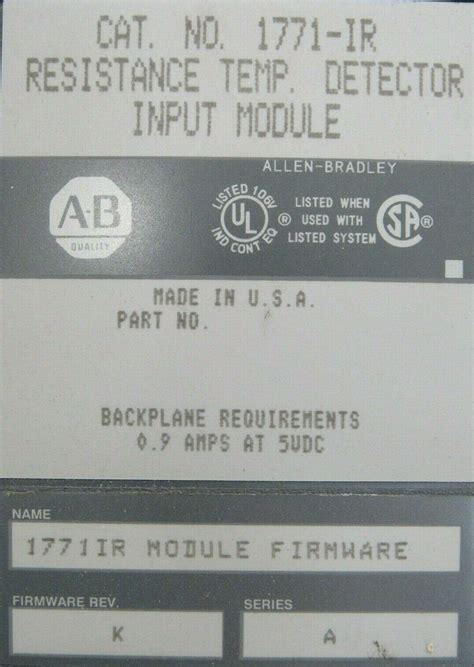 CAT. NO. 1771-IR
RESISTANCE TEMP. DETECTOR
INPUT MODULE
ALLEN-BRADLEY
A-B
QUALITY
LISTED 106V
UL ®
IND CONT EQ
LISTED WHEN
USED WITH
LISTED SYSTEM
SA ®
MADE IN U.S.A.
PART NO.
BACKPLANE REQUIREMENTS
0.9 AMPS AT 5VDC
NAME
1771IR MODULE FIRMWARE
FIRMWARE REV.
SERIES
K
A